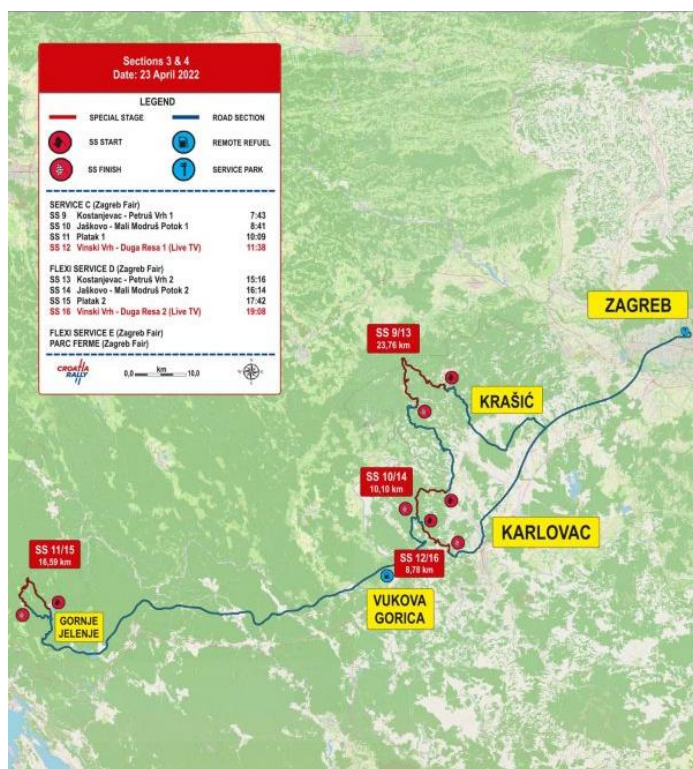 Sections 3 & 4
Date: 23 April 2022
LEGEND
SPECIAL STAGE
ROAD SECTION
SS START
REMOTE REFUEL
SS FINISH
SERVICE PARK
SERVICE C (Zagreb Fair)
SS 9 Kostanjevac - Petruš Vrh 1 7:43
SS 10 Jaškovo - Mali Modruš Potok 1 8:41
SS 11 Platak 1 10:09
SS 12 Vinski Vrh - Duga Resa 1 (Live TV) 11:38
FLEXI SERVICE D (Zagreb Fair)
SS 13 Kostanjevac - Petruš Vrh 2 15:16
SS 14 Jaškovo - Mali Modruš Potok 2 16:14
SS 15 Platak 2 17:42
SS 16 Vinski Vrh - Duga Resa 2 (Live TV) 19:08
FLEXI SERVICE E (Zagreb Fair)
PARC FERME (Zagreb Fair)
CROATIA
RALLY
0,0 km 10,0
ZAGREB
SS 9/13
23,76 km
KRAŠIĆ
SS 10/14
10,10 km
KARLOVAC
SS 12/16
8,78 km
SS 11/15
16,59 km
VUKOVA
GORICA
GORNJE
JELENJE